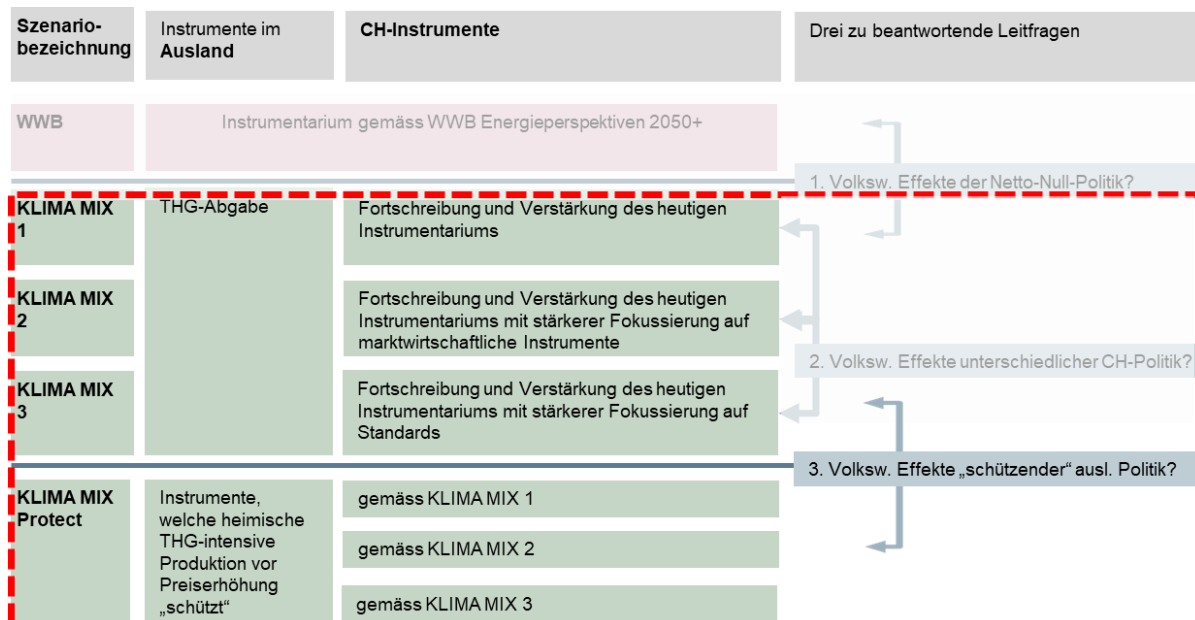 Szenario-
bezeichnung
Instrumente im
Ausland
CH-Instrumente
Drei zu beantwortende Leitfragen
WWB
Instrumentarium gemäss WWB Energieperspektiven 2050+
1. Volksw. Effekte der Netto-Null-Politik?
KLIMA MIX
1
THG-Abgabe
Fortschreibung und Verstärkung des heutigen
Instrumentariums
KLIMA MIX
2
Fortschreibung und Verstärkung des heutigen
Instrumentariums mit stärkerer Fokussierung auf
marktwirtschaftliche Instrumente
2. Volksw. Effekte unterschiedlicher CH-Politik?
KLIMA MIX
3
Fortschreibung und Verstärkung des heutigen
Instrumentariums mit stärkerer Fokussierung auf
Standards
3. Volksw. Effekte „schützender“ ausl. Politik?
KLIMA MIX
Protect
Instrumente,
welche heimische
THG-intensive
Produktion vor
Preiserhöhung
„schützt“
gemäss KLIMA MIX 1
gemäss KLIMA MIX 2
gemäss KLIMA MIX 3